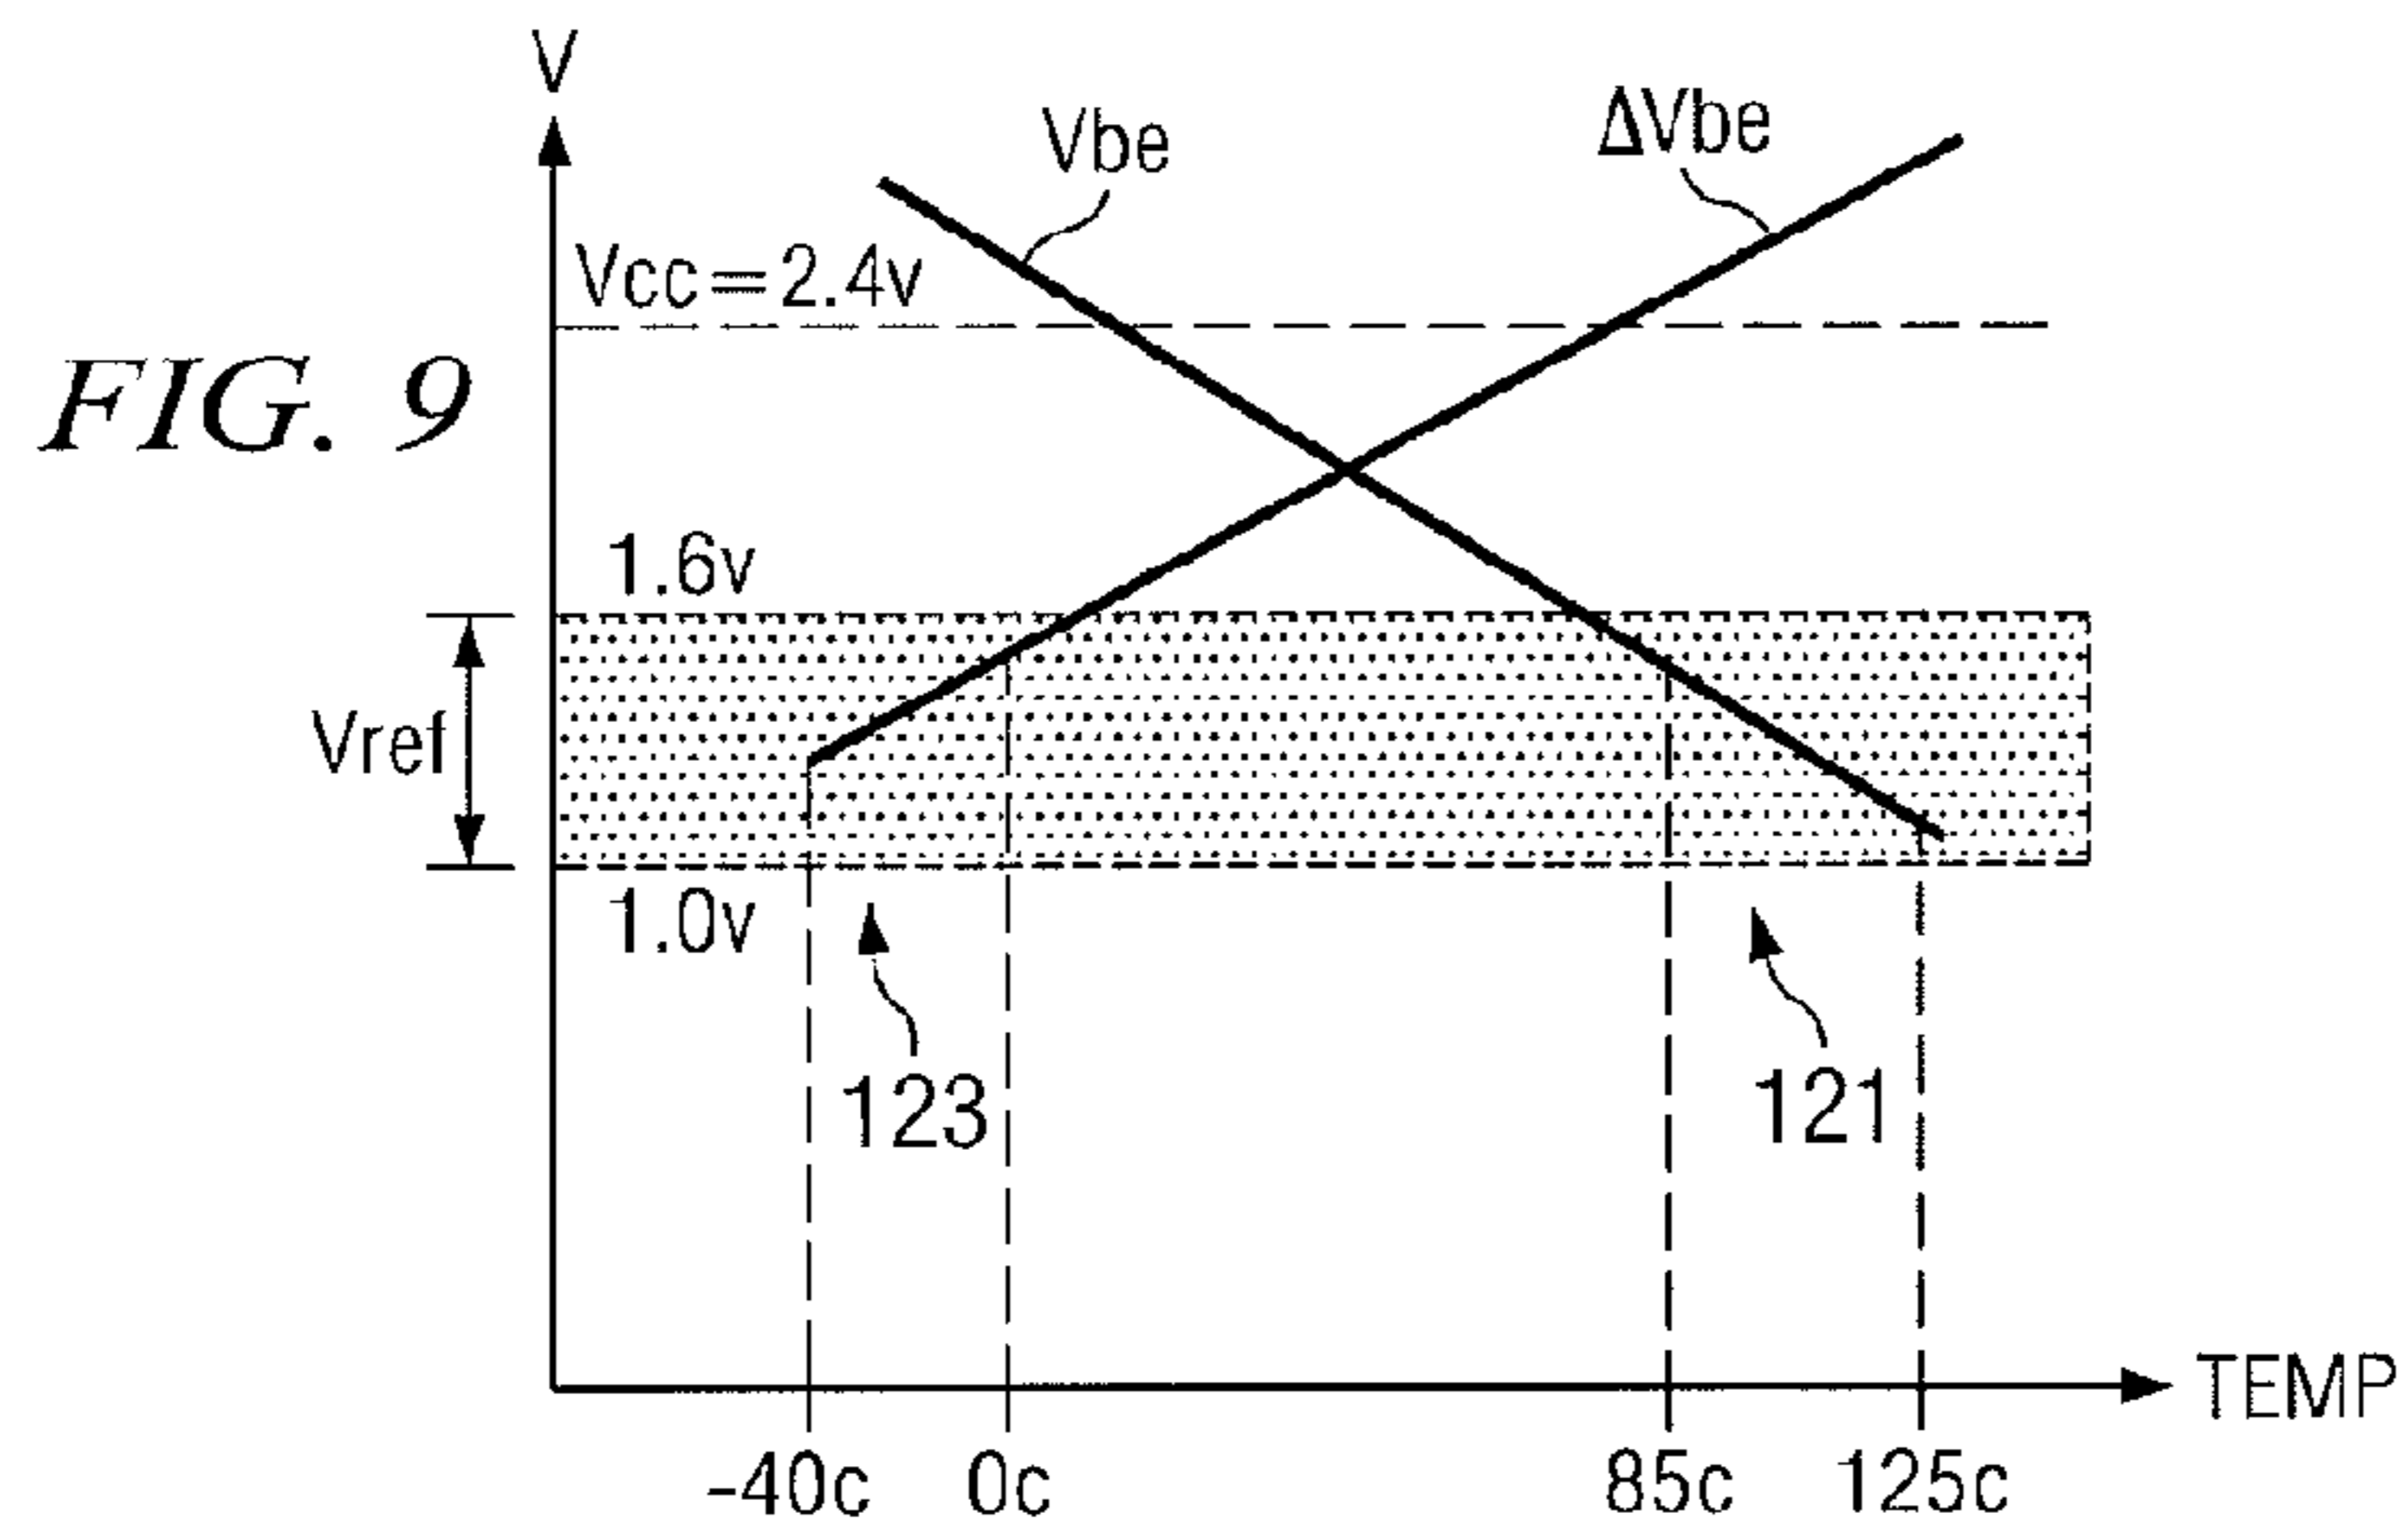 V
Vbe
ΔVbe
Vcc=2.4v
FIG. 9
1.6v
Vref
1.0v
123
121
TEMP
-40c 0c 85c 125c